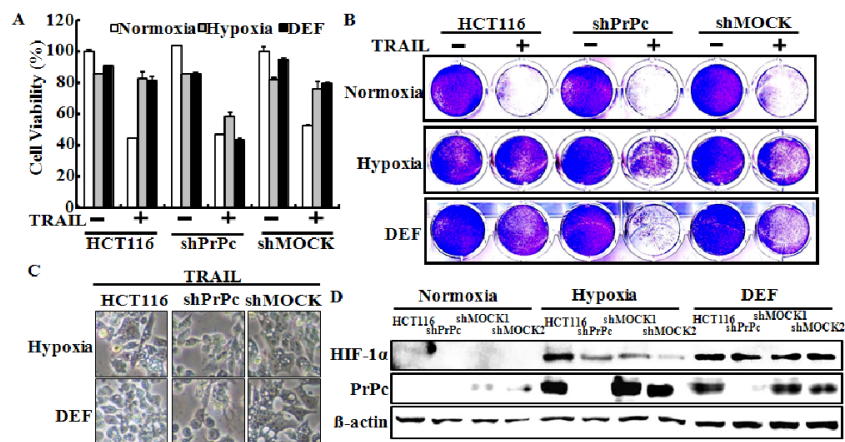 A
Normoxia Hypoxia DEF
Cell Viability (%)
120
100
80
60
40
20
0
TRAIL − + − + − +
HCT116 shPrPc shMOCK
B
HCT116 shPrPc shMOCK
TRAIL − + − + − +
Normoxia
Hypoxia
DEF
C
TRAIL
HCT116 shPrPc shMOCK
Hypoxia
DEF
D
Normoxia Hypoxia DEF
HCT116 shPrPc shMOCK1 shMOCK2 HCT116 shPrPc shMOCK1 shMOCK2 HCT116 shPrPc shMOCK1 shMOCK2
HIF-1α
PrPc
ß-actin